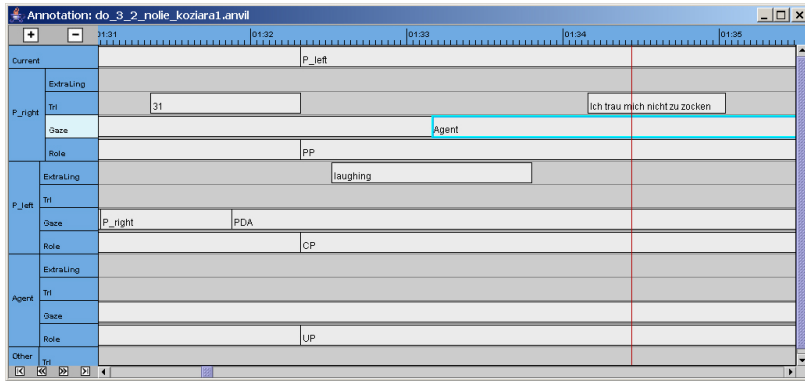 Annotation: do_3_2_nolie_koziara1.anvil
+ - 01:31 01:32 01:33 01:34 01:35
Current P_left
P_right
ExtraLing
Trl 31 Ich trau mich nicht zu zocken
Gaze Agent
Role PP
P_left
ExtraLing laughing
Trl
Gaze P_right PDA
Role CP
Agent
ExtraLing
Trl
Gaze
Role UP
Other
Trl